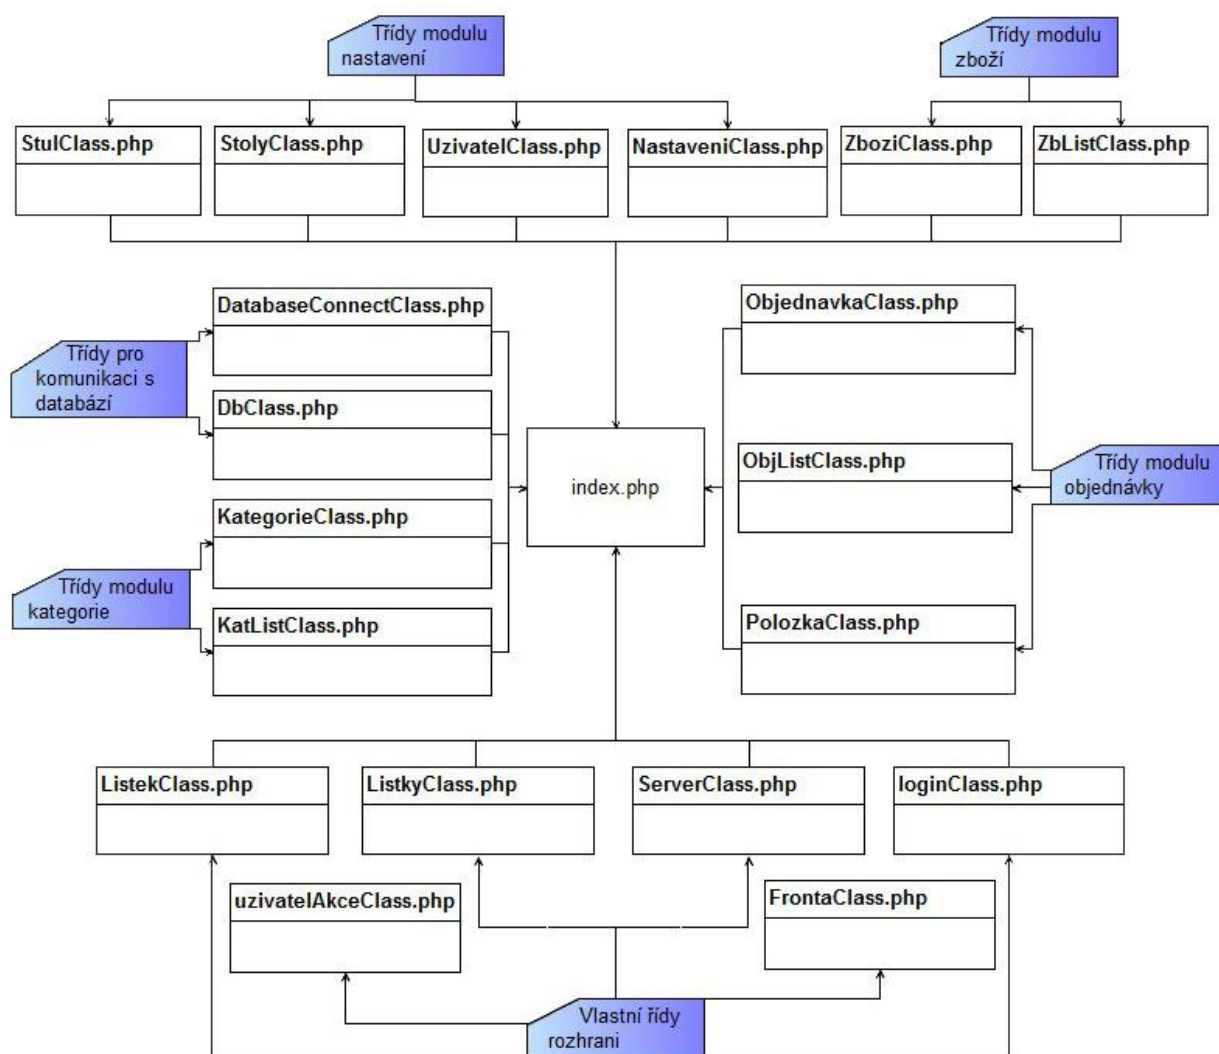 Třídy modulu
nastavení
Třídy modulu
zboží
StulClass.php
StolyClass.php
UzivatelClass.php
NastaveniClass.php
ZboziClass.php
ZbListClass.php
DatabaseConnectClass.php
ObjednavkaClass.php
Třídy pro
komunikaci s
databází
DbClass.php
ObjListClass.php
index.php
Třídy modulu
objednávky
KategorieClass.php
Třídy modulu
kategorie
KatListClass.php
PolozkaClass.php
ListekClass.php
ListkyClass.php
ServerClass.php
loginClass.php
uzivatelAkceClass.php
FrontaClass.php
Vlastní řídy
rozhrani